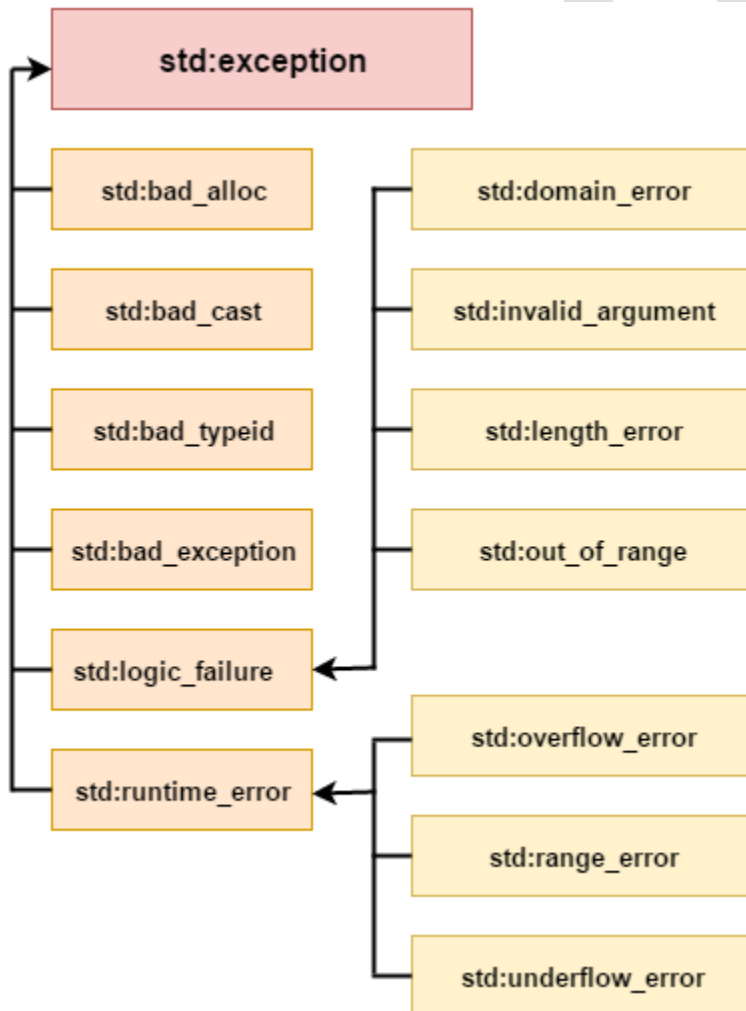 std:exception
std:bad_alloc
std:domain_error
std:bad_cast
std:invalid_argument
std:bad_typeid
std:length_error
std:bad_exception
std:out_of_range
std:logic_failure
std:overflow_error
std:runtime_error
std:range_error
std:underflow_error